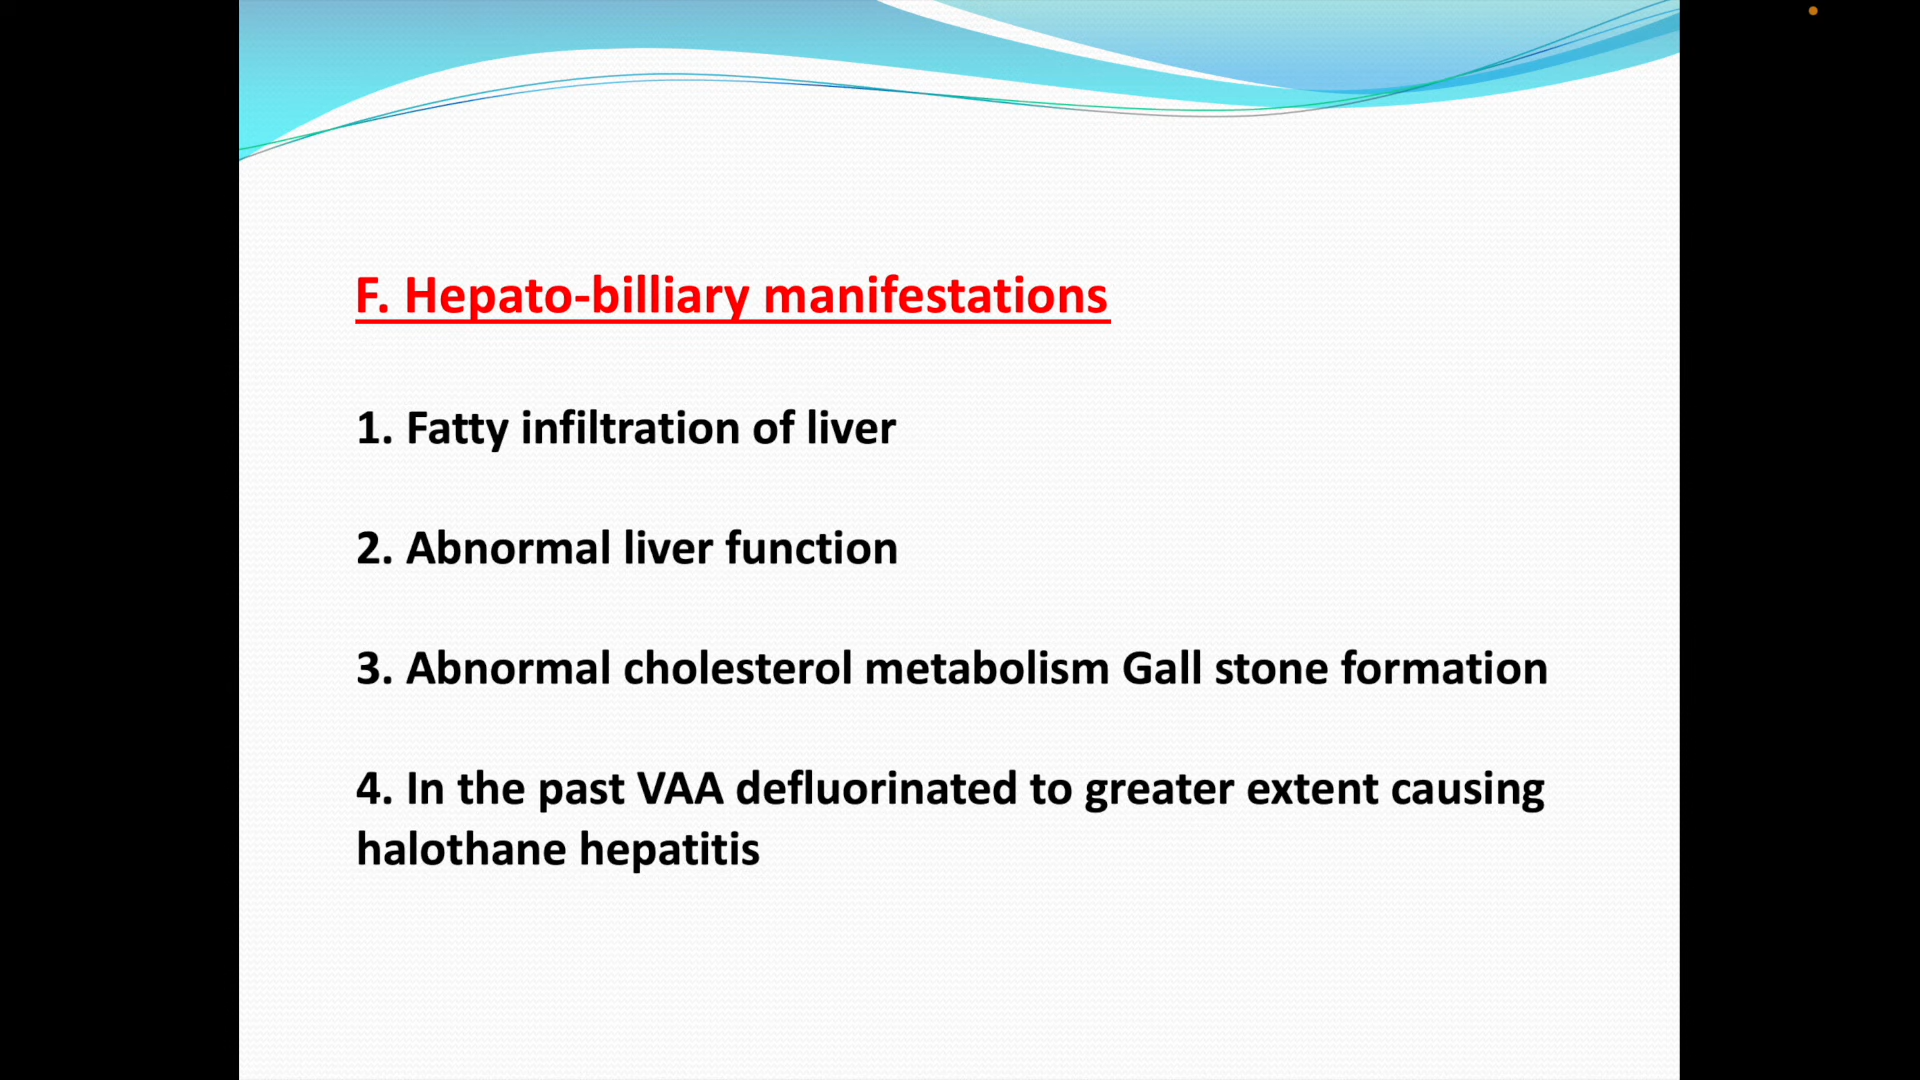 F. Hepato-billiary manifestations
1. Fatty infiltration of liver
2. Abnormal liver function
3. Abnormal cholesterol metabolism Gall stone formation
4. In the past VAA defluorinated to greater extent causing
halothane hepatitis